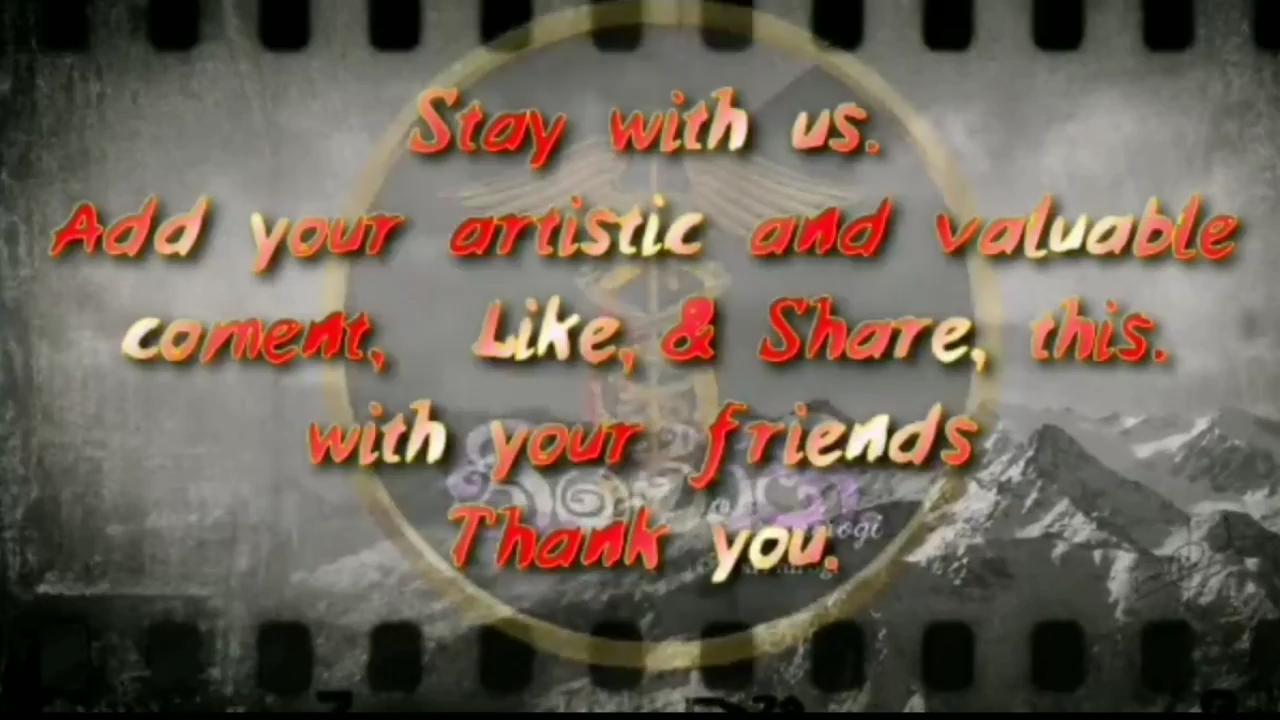 Stay with us.
Add your artistic and valuable
coment, Like, & Share, this.
with your friends
Thank you.